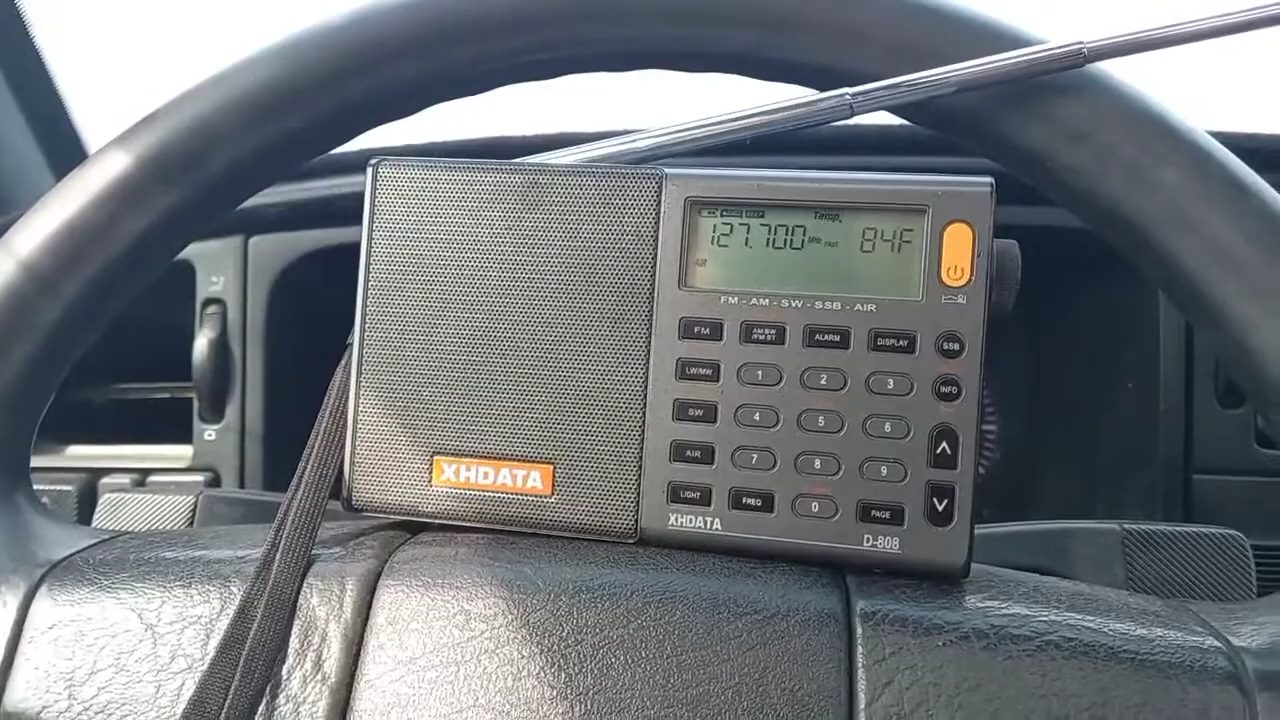 Temp.
127.700 MHz FAST 84F
AIR
FM - AM - SW - SSB - AIR
FM
AM BW
/FM ST
ALARM
DISPLAY
SSB
LW/MW
1
2
3
INFO
SW
4
5
6
AIR
7
8
9
LIGHT
FREQ
0
PAGE
XHDATA
XHDATA
D-808